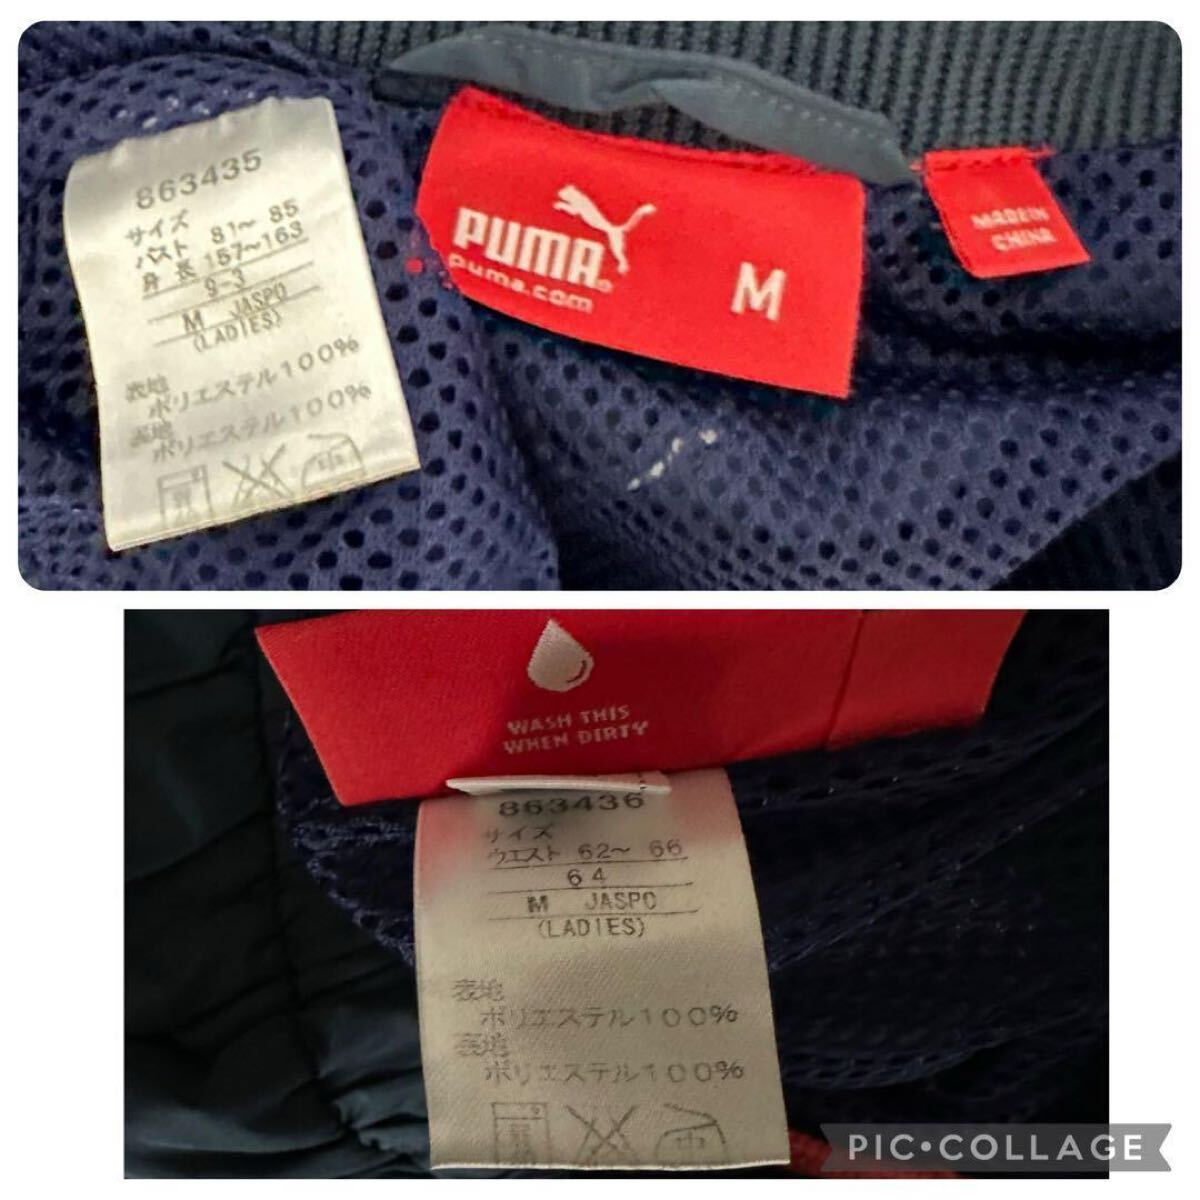 863435
サイズ
バスト 81～ 85
身 長 157～163
9-3
M JASPO
(LADIES)
表地
ポリエステル100%
裏地
ポリエステル100%
PUMA®
puma.com
M
MADE IN
CHINA
WASH THIS
WHEN DIRTY
863436
サイズ
ウエスト 62～ 66
64
M JASPO
(LADIES)
表地
ポリエステル100%
裏地
ポリエステル100%
PIC•COLLAGE